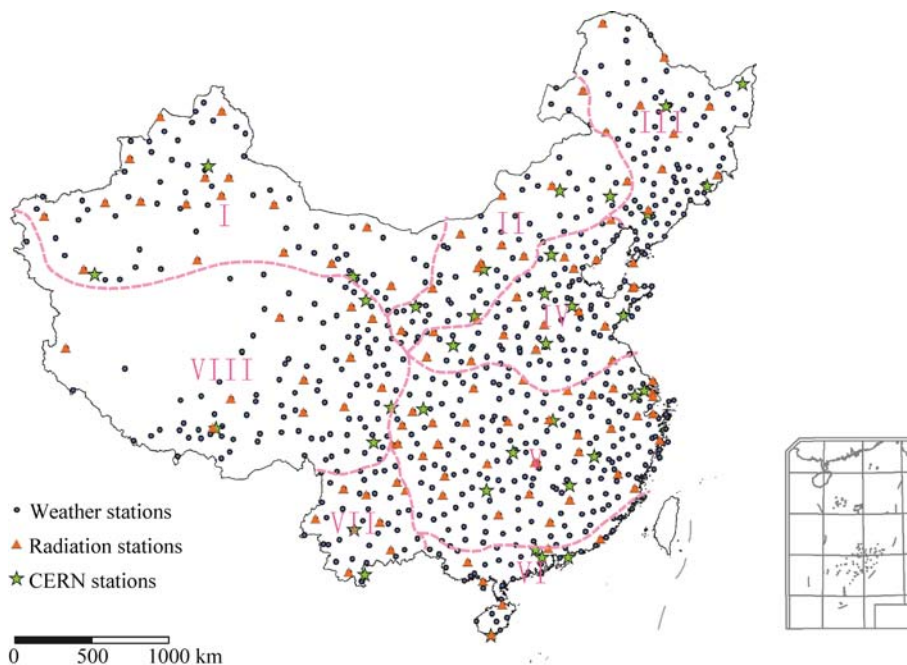 III
I
II
IV
VIII
V
VII
VI
Weather stations
Radiation stations
CERN stations
0 500 1000 km